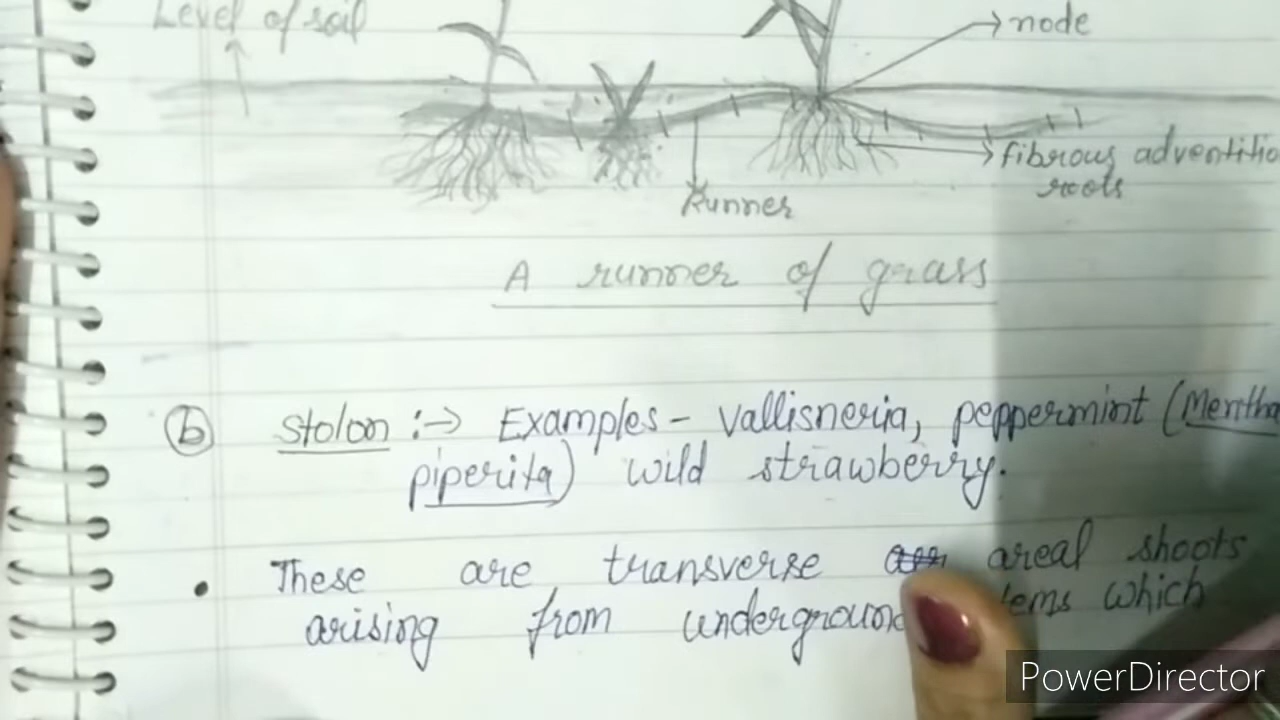 Level of soil
node
fibrous adventitio
roots
Runner
A runner of grass
(b) Stolon :→ Examples - Vallisneria, peppermint (Mentha
piperita) wild strawberry.
• These are transverse areal shoots
arising from underground tems which
PowerDirector